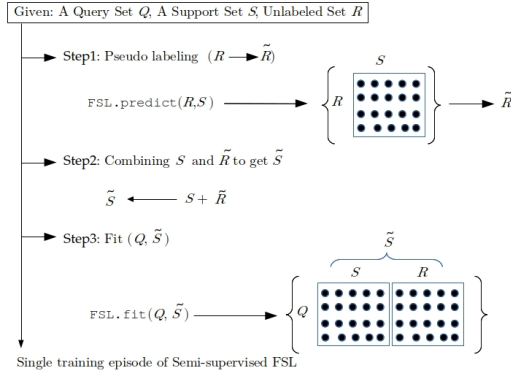 Given: A Query Set Q, A Support Set S, Unlabeled Set R
Step1: Pseudo labeling (R → R̃)
S
FSL.predict(R,S) → { R } → R̃
Step2: Combining S and R̃ to get S̃
S̃ ← S + R̃
Step3: Fit (Q, S̃)
S̃
S R
FSL.fit(Q, S̃) → { Q }
Single training episode of Semi-supervised FSL